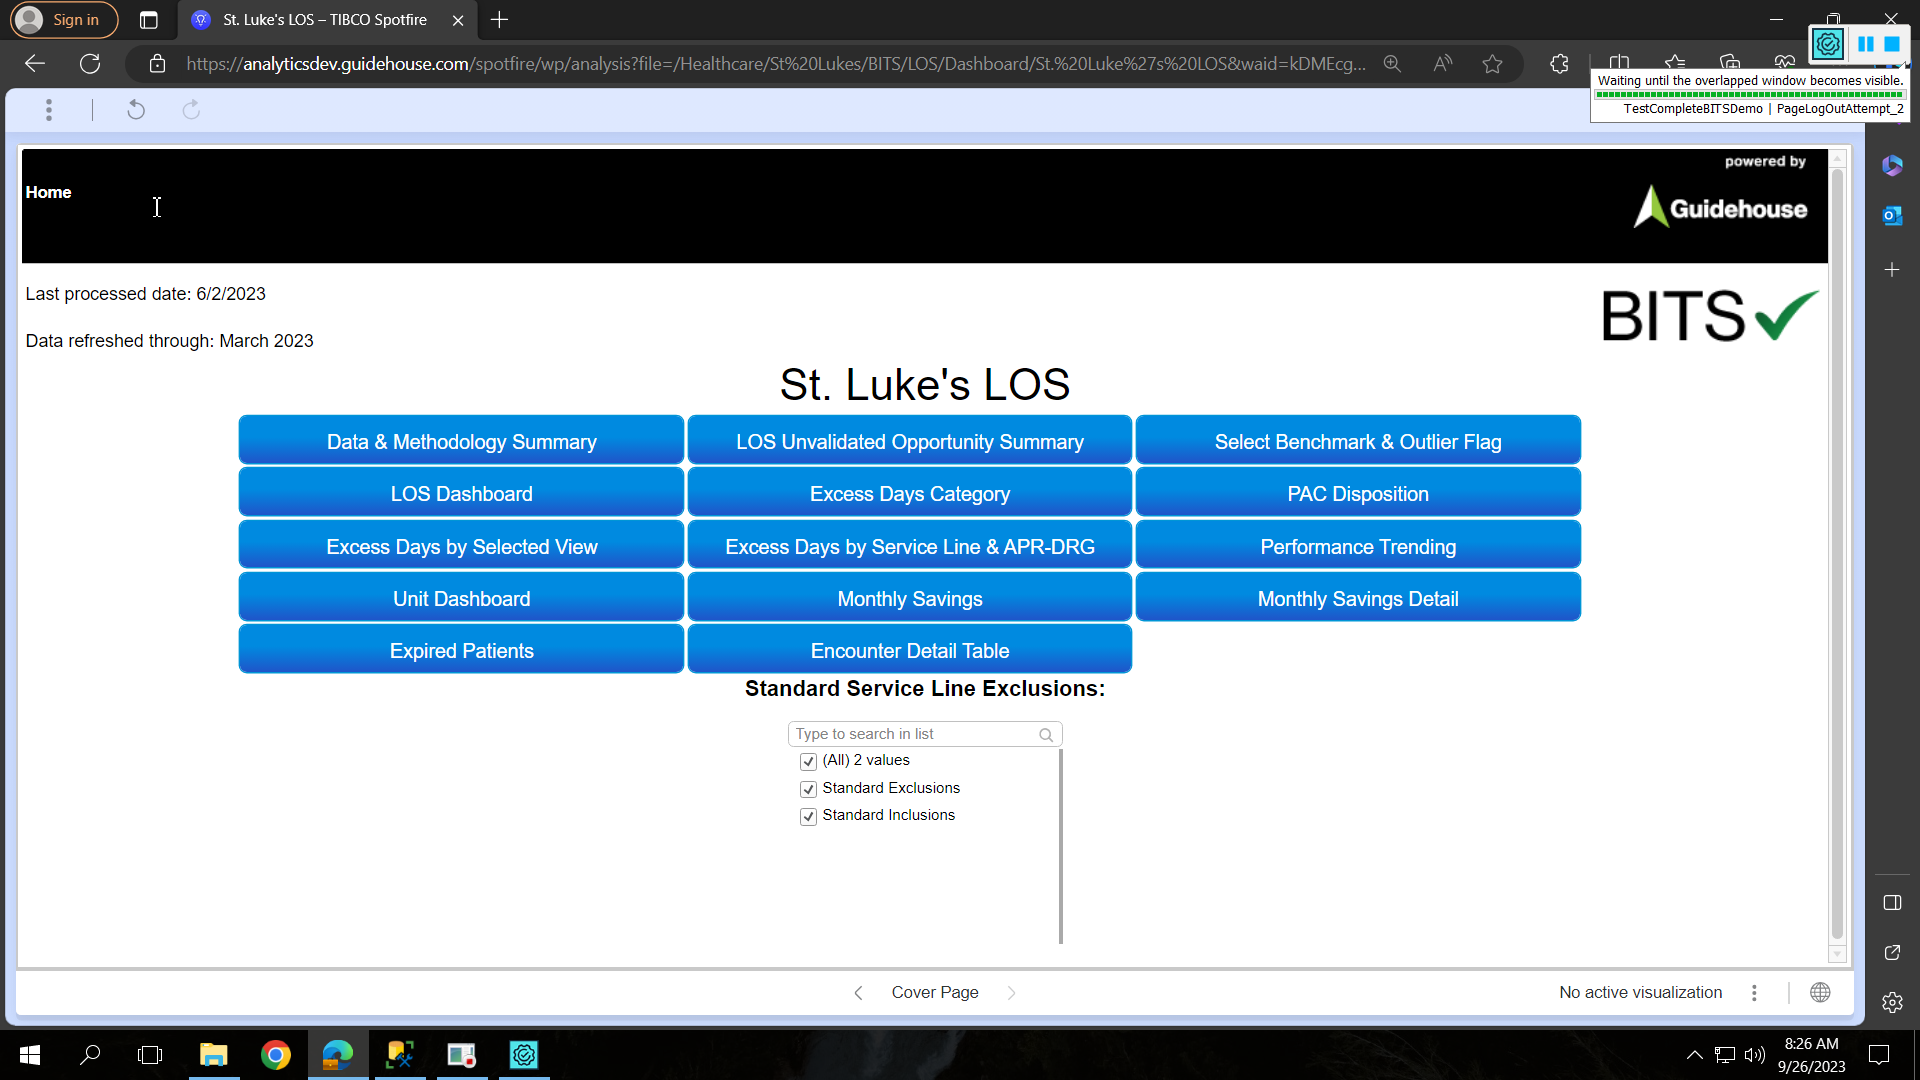 Sign in
St. Luke's LOS – TIBCO Spotfire
https://analyticsdev.guidehouse.com/spotfire/wp/analysis?file=/Healthcare/St%20Lukes/BITS/LOS/Dashboard/St.%20Luke%27s%20LOS&waid=kDMEcg...
Waiting until the overlapped window becomes visible.
TestCompleteBITSDemo | PageLogOutAttempt_2
powered by
Home
Guidehouse
Last processed date: 6/2/2023
BITS
Data refreshed through: March 2023
St. Luke's LOS
Data & Methodology Summary
LOS Unvalidated Opportunity Summary
Select Benchmark & Outlier Flag
LOS Dashboard
Excess Days Category
PAC Disposition
Excess Days by Selected View
Excess Days by Service Line & APR-DRG
Performance Trending
Unit Dashboard
Monthly Savings
Monthly Savings Detail
Expired Patients
Encounter Detail Table
Standard Service Line Exclusions:
Type to search in list
(All) 2 values
Standard Exclusions
Standard Inclusions
Cover Page
No active visualization
8:26 AM
9/26/2023